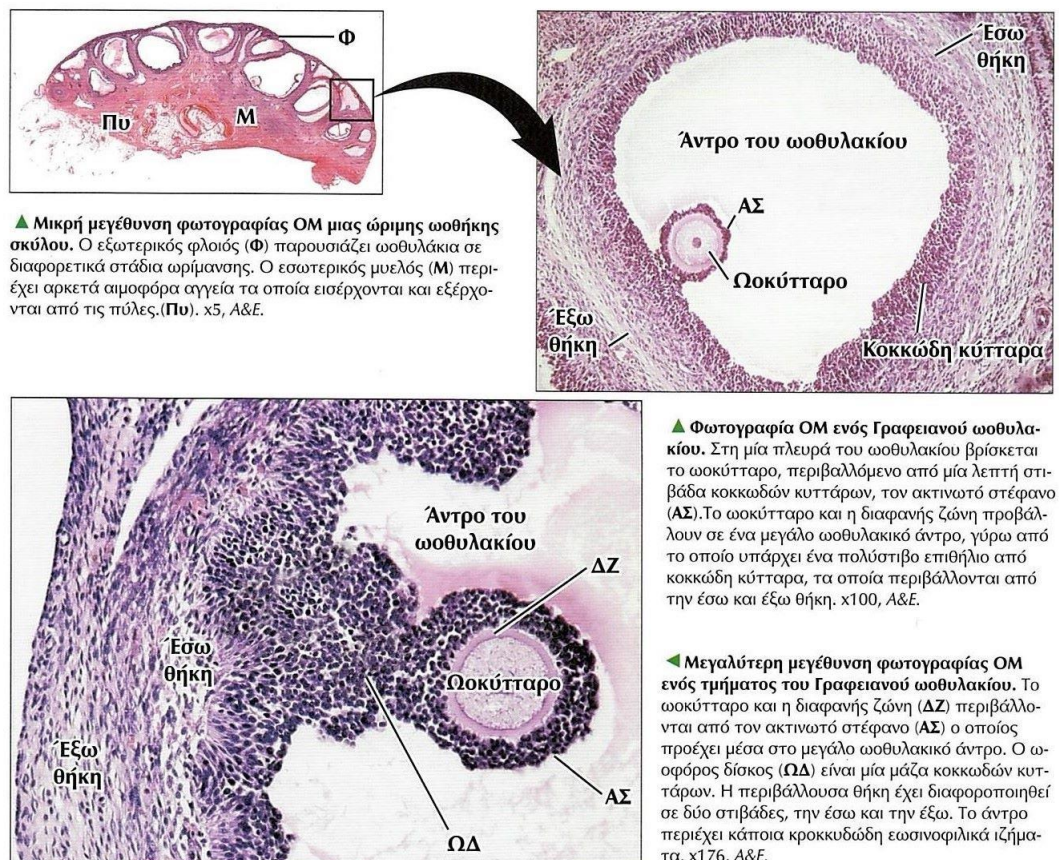 Φ
Πυ
Μ
▲ Μικρή μεγέθυνση φωτογραφίας ΟΜ μιας ώριμης ωοθήκης
σκύλου. Ο εξωτερικός φλοιός (Φ) παρουσιάζει ωοθυλάκια σε
διαφορετικά στάδια ωρίμανσης. Ο εσωτερικός μυελός (Μ) περι-
έχει αρκετά αιμοφόρα αγγεία τα οποία εισέρχονται και εξέρχο-
νται από τις πύλες.(Πυ). x5, Α&Ε.
Έσω
θήκη
Άντρο του ωοθυλακίου
ΑΣ
Ωοκύτταρο
Έξω
θήκη
Κοκκώδη κύτταρα
▲ Φωτογραφία ΟΜ ενός Γραφειανού ωοθυλα-
κίου. Στη μία πλευρά του ωοθυλακίου βρίσκεται
το ωοκύτταρο, περιβαλλόμενο από μία λεπτή στι-
βάδα κοκκωδών κυττάρων, τον ακτινωτό στέφανο
(ΑΣ).Το ωοκύτταρο και η διαφανής ζώνη προβάλ-
λουν σε ένα μεγάλο ωοθυλακικό άντρο, γύρω από
το οποίο υπάρχει ένα πολύστιβο επιθήλιο από
κοκκώδη κύτταρα, τα οποία περιβάλλονται από
την έσω και έξω θήκη. x100, Α&Ε.
Άντρο του
ωοθυλακίου
ΔΖ
Έσω
θήκη
Ωοκύτταρο
Έξω
θήκη
ΑΣ
ΩΔ
◄ Μεγαλύτερη μεγέθυνση φωτογραφίας ΟΜ
ενός τμήματος του Γραφειανού ωοθυλακίου. Το
ωοκύτταρο και η διαφανής ζώνη (ΔΖ) περιβάλλο-
νται από τον ακτινωτό στέφανο (ΑΣ) ο οποίος
προέχει μέσα στο μεγάλο ωοθυλακικό άντρο. Ο ω-
οφόρος δίσκος (ΩΔ) είναι μία μάζα κοκκωδών κυτ-
τάρων. Η περιβάλλουσα θήκη έχει διαφοροποιηθεί
σε δύο στιβάδες, την έσω και την έξω. Το άντρο
περιέχει κάποια κροκκυδώδη εωσινοφιλικά ιζήμα-
τα. x176, Α&Ε.